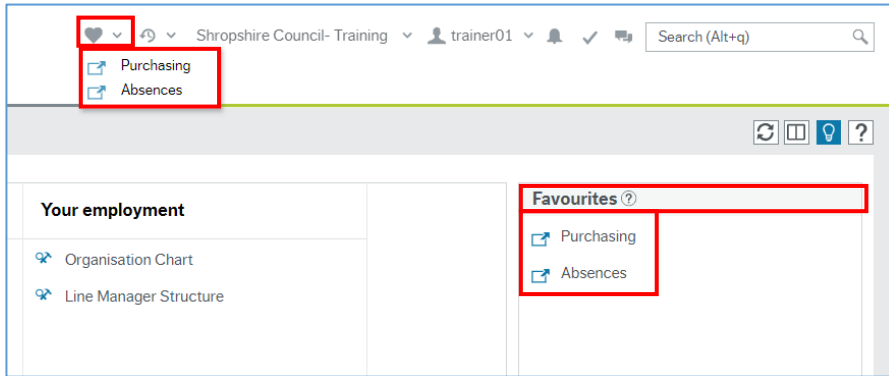 Shropshire Council- Training trainer01 Search (Alt+q)
Purchasing
Absences
?
Your employment
Organisation Chart
Line Manager Structure
Favourites ?
Purchasing
Absences